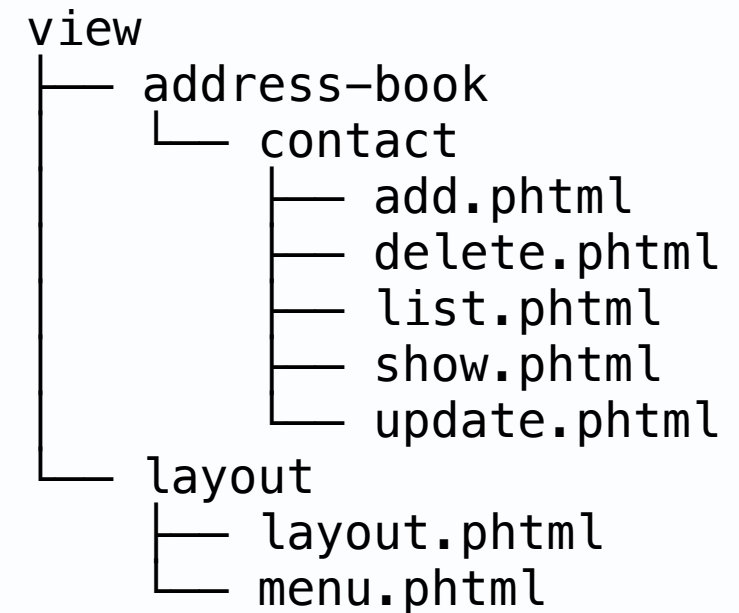 view
├── address-book
│   └── contact
│       ├── add.phtml
│       ├── delete.phtml
│       ├── list.phtml
│       ├── show.phtml
│       └── update.phtml
└── layout
    ├── layout.phtml
    └── menu.phtml